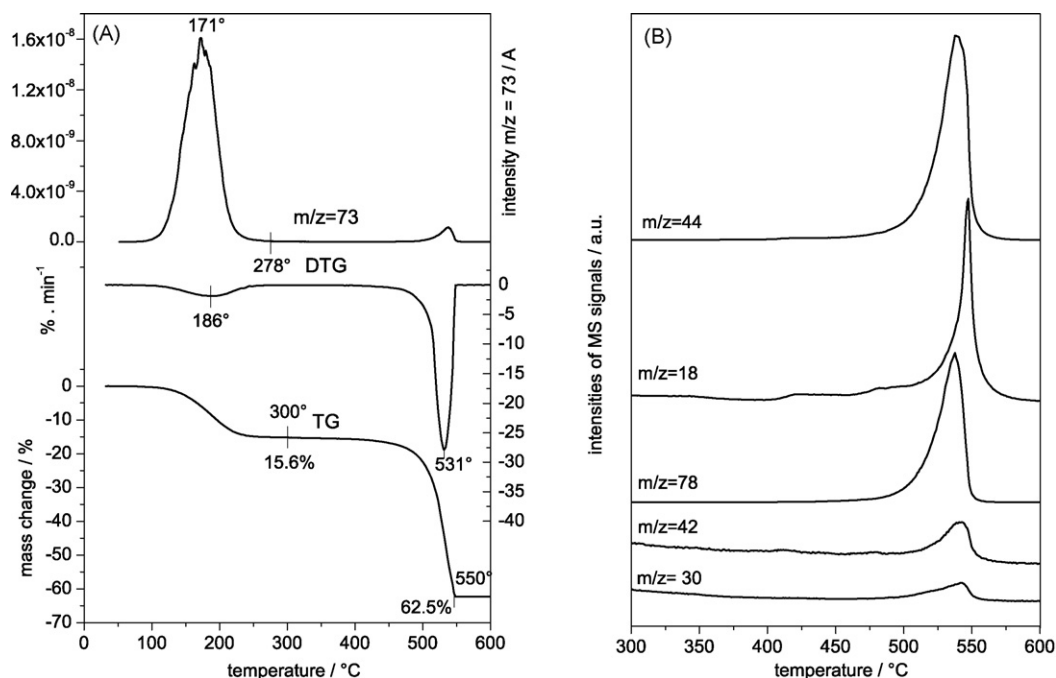 (A)
171°
1.6x10⁻⁸
1.2x10⁻⁸
8.0x10⁻⁹
4.0x10⁻⁹
0.0
intensity m/z = 73 / A
m/z=73
278°
DTG
% . min⁻¹
186°
0
-5
-10
-15
-20
-25
-30
-35
-40
531°
0
-10
-20
-30
-40
-50
-60
-70
mass change / %
300°
TG
15.6%
550°
62.5%
0 100 200 300 400 500 600
temperature / °C
(B)
intensities of MS signals / a.u.
m/z=44
m/z=18
m/z=78
m/z=42
m/z= 30
300 350 400 450 500 550 600
temperature / °C